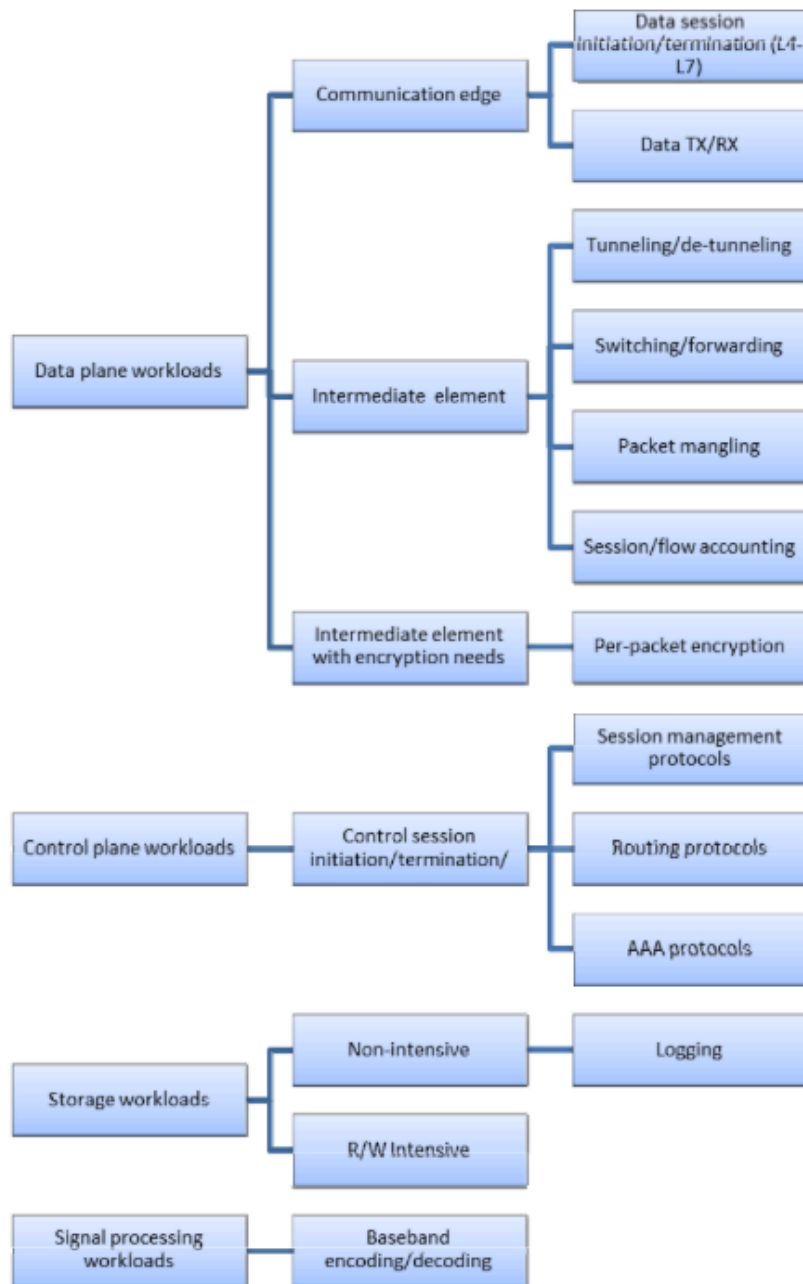 Data session
initiation/termination (L4-
L7)
Communication edge
Data TX/RX
Tunneling/de-tunneling
Switching/forwarding
Data plane workloads
Intermediate element
Packet mangling
Session/flow accounting
Intermediate element
with encryption needs
Per-packet encryption
Session management
protocols
Control plane workloads
Control session
initiation/termination/
Routing protocols
AAA protocols
Non-intensive
Logging
Storage workloads
R/W Intensive
Signal processing
workloads
Baseband
encoding/decoding